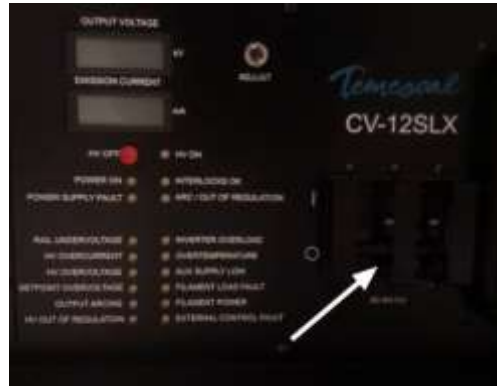 OUTPUT VOLTAGE
kV
EMISSION CURRENT
mA
ADJUST
Temescal
CV-12SLX
HV OFF
HV ON
POWER ON
INTERLOCKS OK
POWER SUPPLY FAULT
ARC / OUT OF REGULATION
RAIL UNDERVOLTAGE
INVERTER OVERLOAD
HV OVERCURRENT
OVERTEMPERATURE
HV OVERVOLTAGE
AUX SUPPLY LOW
SETPOINT OVERVOLTAGE
FILAMENT LOAD FAULT
OUTPUT ARCING
FILAMENT POWER
HV OUT OF REGULATION
EXTERNAL CONTROL FAULT